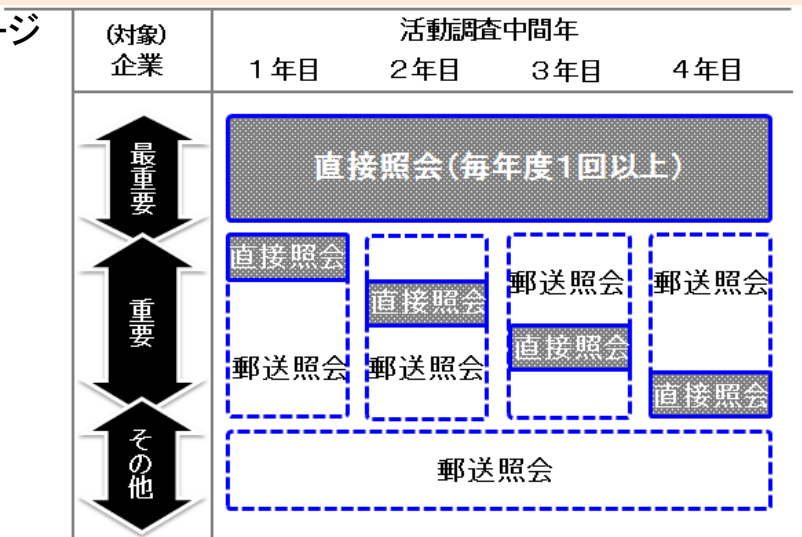 ージ
(対象)
企業
活動調査中間年
1年目 2年目 3年目 4年目
最重要
直接照会(毎年度1回以上)
重要
直接照会
郵送照会
直接照会
郵送照会
郵送照会
直接照会
郵送照会
直接照会
その他
郵送照会